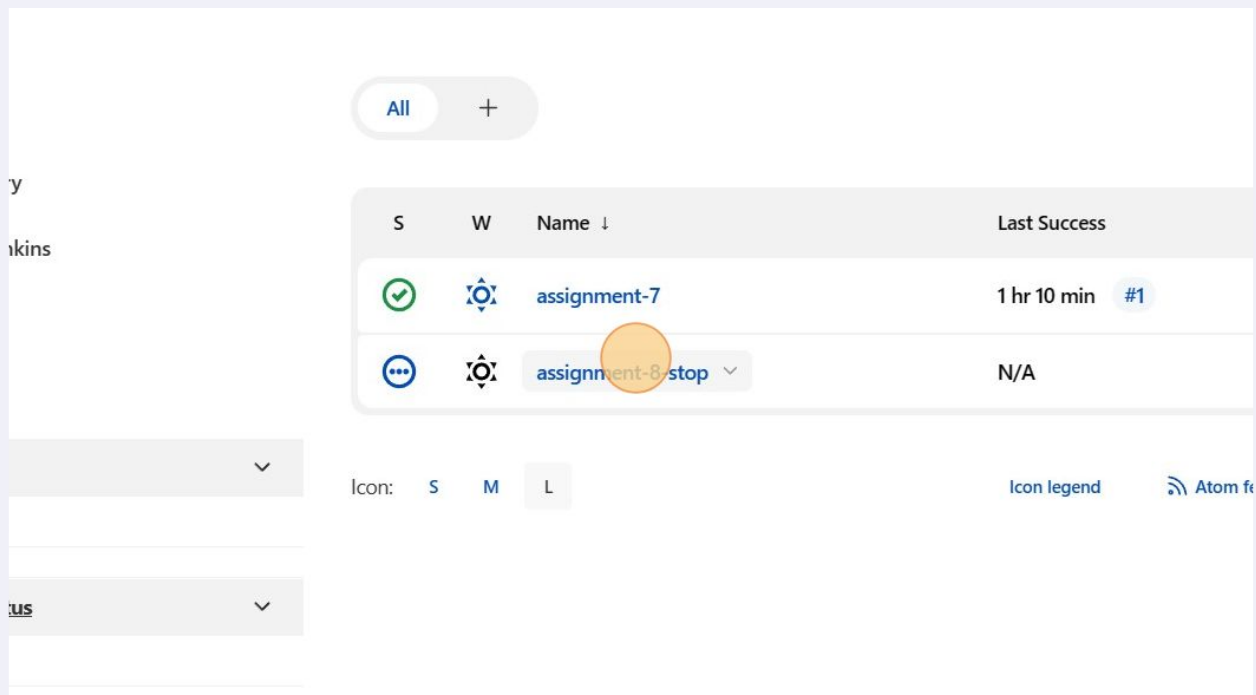 All +
ry
nkins
S W Name ↓ Last Success
assignment-7 1 hr 10 min #1
assignment-8-stop N/A
Icon: S M L Icon legend Atom fe
tus